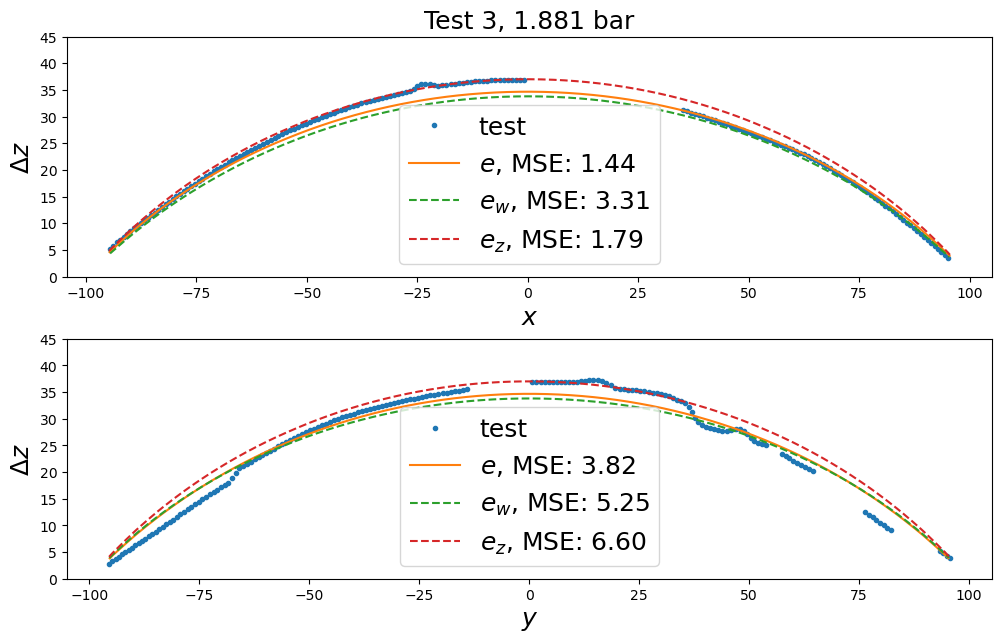 Test 3, 1.881 bar
45
40
35
30
25
20
15
10
5
0
Δz
test
e, MSE: 1.44
e_w, MSE: 3.31
e_z, MSE: 1.79
−100 −75 −50 −25 0 25 50 75 100
x
45
40
35
30
25
20
15
10
5
0
Δz
test
e, MSE: 3.82
e_w, MSE: 5.25
e_z, MSE: 6.60
−100 −75 −50 −25 0 25 50 75 100
y